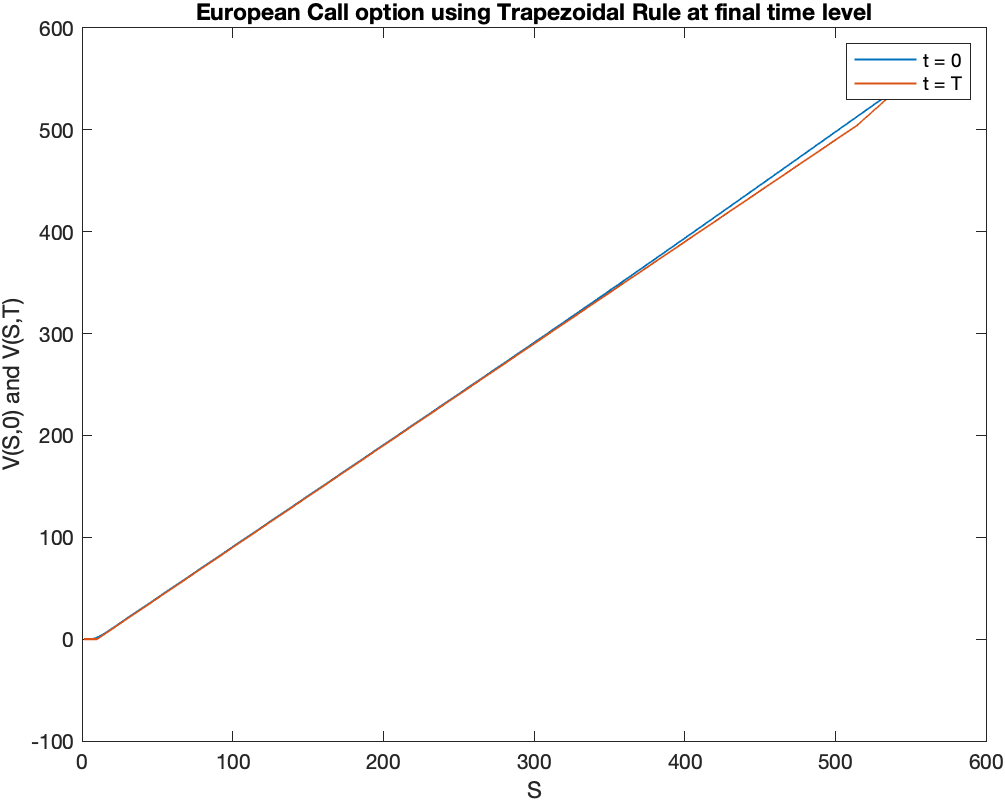 European Call option using Trapezoidal Rule at final time level
600
500
400
300
200
100
0
-100
V(S,0) and V(S,T)
t = 0
t = T
0 100 200 300 400 500 600
S